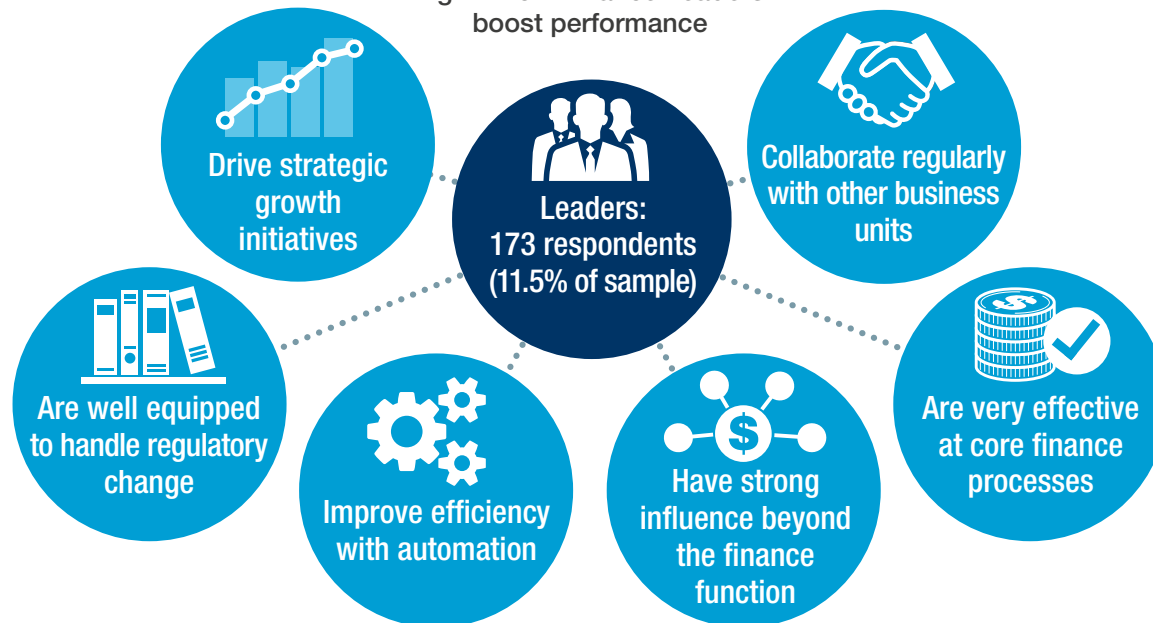 boost performance
Drive strategic
growth
initiatives
Leaders:
173 respondents
(11.5% of sample)
Collaborate regularly
with other business
units
Are well equipped
to handle regulatory
change
Improve efficiency
with automation
$
Have strong
influence beyond
the finance
function
$
Are very effective
at core finance
processes